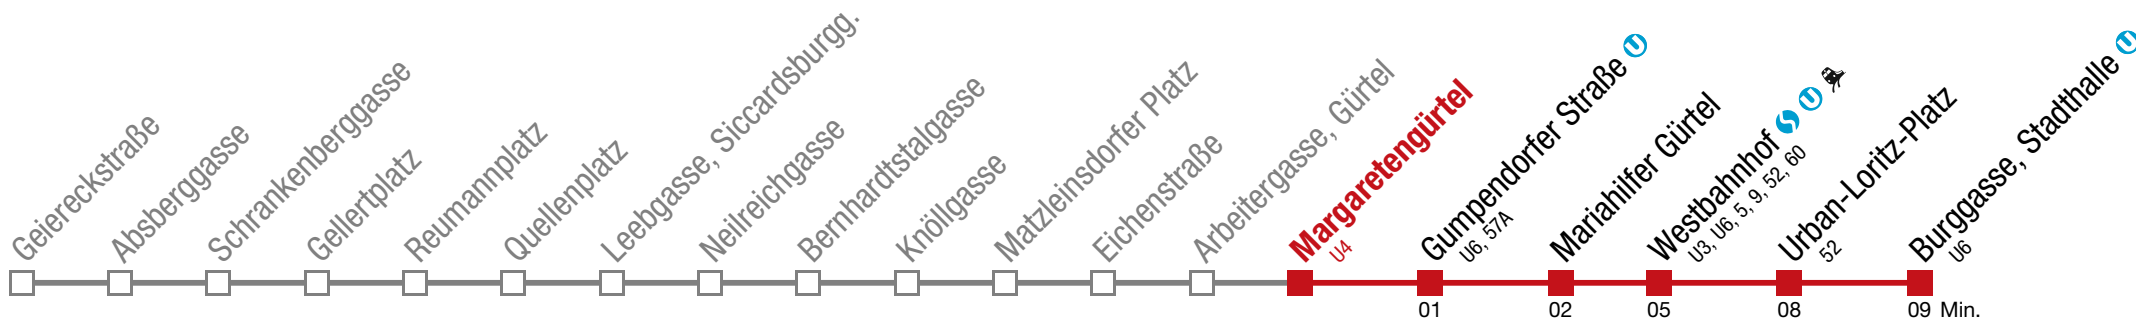 Geiereckstraße
Absberggasse
Schrankenberggasse
Gellertplatz
Reumannplatz
Quellenplatz
Leebgasse, Siccardsburgg.
Neilreichgasse
Bernhardtstalgasse
Knöllgasse
Matzleinsdorfer Platz
Eichenstraße
Arbeitergasse, Gürtel
Margaretengürtel
U4
Gumpendorfer Straße U
U6, 57A
01
Mariahilfer Gürtel
02
Westbahnhof S U
U3, U6, 5, 9, 52, 60
05
Urban-Loritz-Platz
52
08
Burggasse, Stadthalle U
U6
09 Min.